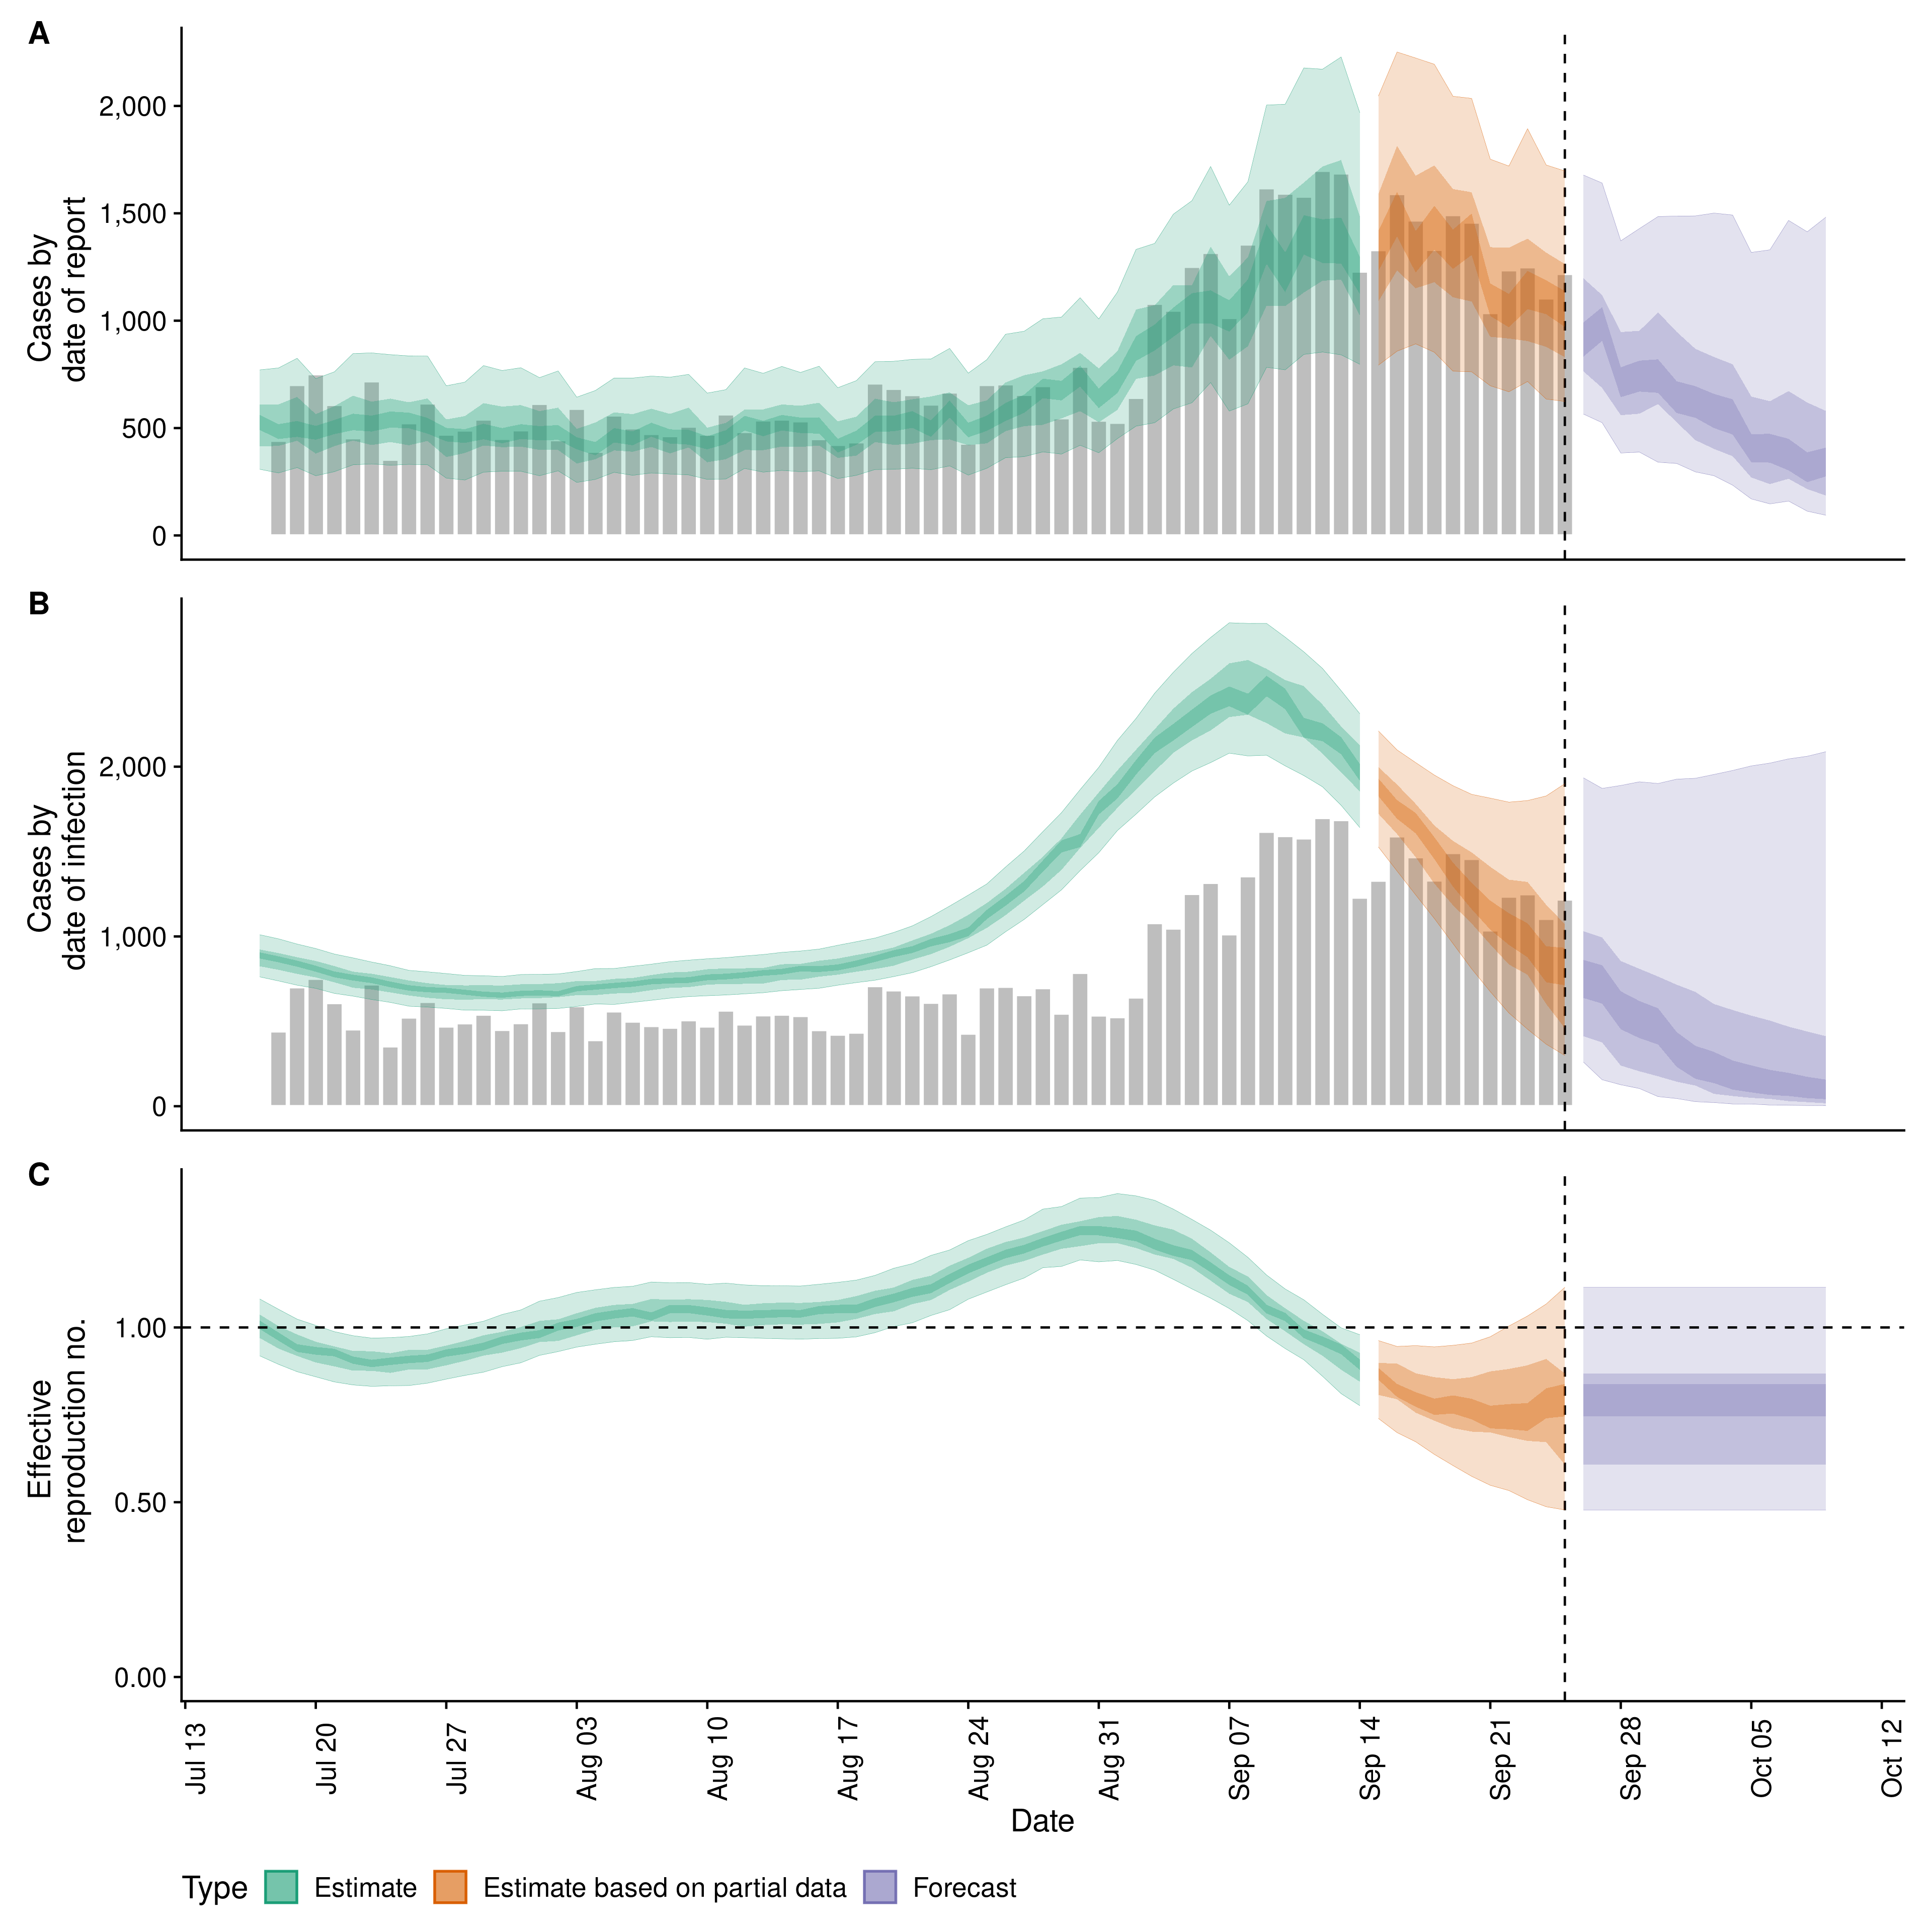 A
Cases by
date of report
2,000
1,500
1,000
500
0
B
Cases by
date of infection
2,000
1,000
0
C
Effective
reproduction no.
1.00
0.50
0.00
Jul 13
Jul 20
Jul 27
Aug 03
Aug 10
Aug 17
Aug 24
Aug 31
Sep 07
Sep 14
Sep 21
Sep 28
Oct 05
Oct 12
Date
Type Estimate Estimate based on partial data Forecast